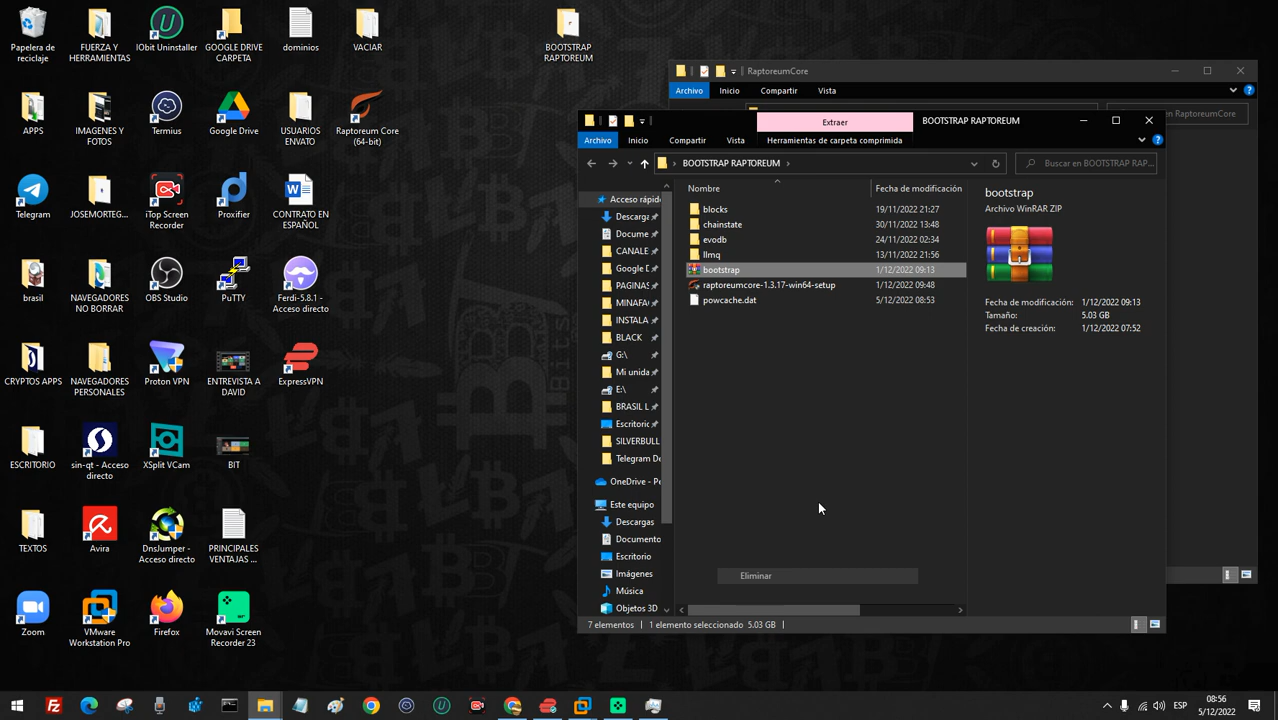 Papelera de
reciclaje
FUERZA Y
HERRAMIENTAS
IObit Uninstaller
GOOGLE DRIVE
CARPETA
dominios
VACIAR
BOOTSTRAP
RAPTOREUM
APPS
IMAGENES Y
FOTOS
Termius
Google Drive
USUARIOS
ENVATO
Raptoreum Core
(64-bit)
Telegram
JOSEMORTEG...
iTop Screen
Recorder
Proxifier
CONTRATO EN
ESPAÑOL
brasil
NAVEGADORES
NO BORRAR
OBS Studio
PuTTY
Ferdi-5.8.1 -
Acceso directo
CRYPTOS APPS
NAVEGADORES
PERSONALES
Proton VPN
ENTREVISTA A
DAVID
ExpressVPN
ESCRITORIO
sin-qt - Acceso
directo
XSplit VCam
BIT
TEXTOS
Avira
DnsJumper -
Acceso directo
PRINCIPALES
VENTAJAS ...
Zoom
VMware
Workstation Pro
Firefox
Movavi Screen
Recorder 23
RaptoreumCore
Archivo Inicio Compartir Vista
en RaptoreumCore
Extraer
BOOTSTRAP RAPTOREUM
Archivo Inicio Compartir Vista Herramientas de carpeta comprimida
BOOTSTRAP RAPTOREUM
Buscar en BOOTSTRAP RAP...
Nombre Fecha de modificación
Acceso rápid
Descarga
Docume
CANALE
Google D
PAGINAS
MINAFA
INSTALA
BLACK
G:\
Mi unida
E:\
BRASIL L
Escritoric
SILVERBULL
Telegram De
OneDrive - Pe
Este equipo
Descargas
Documento
Escritorio
Imágenes
Música
Objetos 3D
blocks 19/11/2022 21:27
chainstate 30/11/2022 13:48
evodb 24/11/2022 02:34
llmq 13/11/2022 21:56
bootstrap 1/12/2022 09:13
raptoreumcore-1.3.17-win64-setup 1/12/2022 09:48
powcache.dat 5/12/2022 08:53
bootstrap
Archivo WinRAR ZIP
Fecha de modificación: 1/12/2022 09:13
Tamaño: 5.03 GB
Fecha de creación: 1/12/2022 07:52
Eliminar
7 elementos 1 elemento seleccionado 5.03 GB
ESP
08:56
5/12/2022